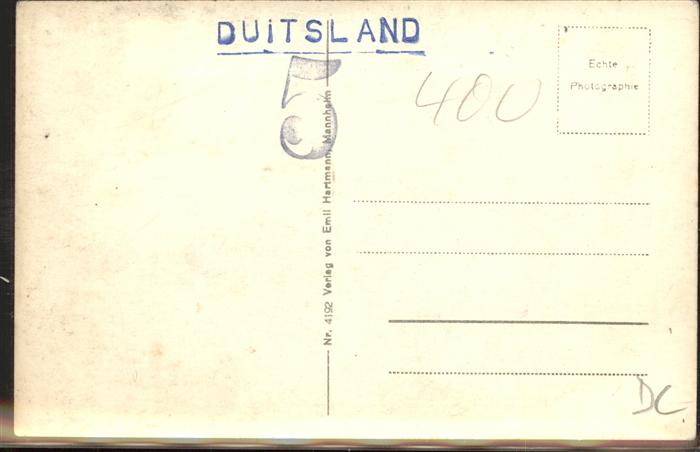 DUITSLAND
5
400
Echte
Photographie
Nr. 4192 Verlag von Emil Hartmann, Mannheim
DC